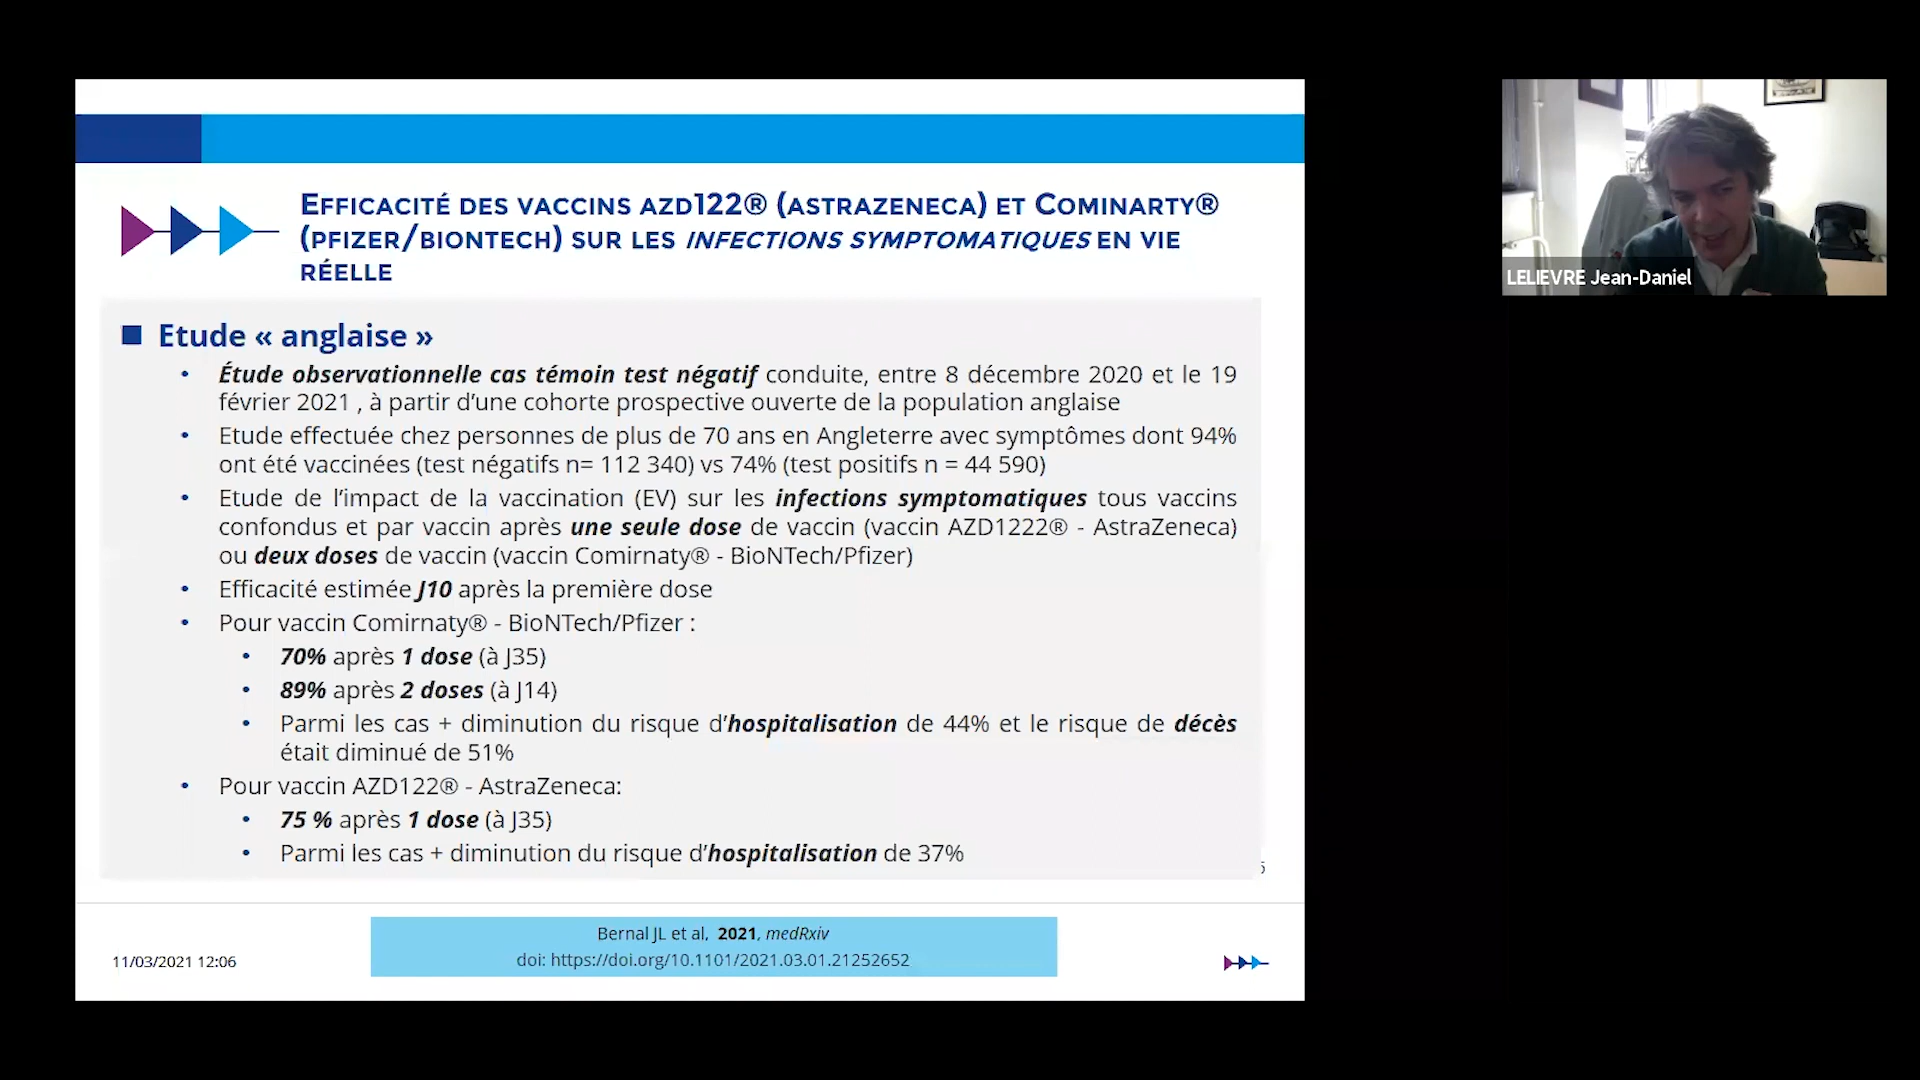 EFFICACITÉ DES VACCINS AZD122® (ASTRAZENECA) ET COMINARTY®
(PFIZER/BIONTECH) SUR LES INFECTIONS SYMPTOMATIQUES EN VIE
RÉELLE
LELIEVRE Jean-Daniel
Etude « anglaise »
• Étude observationnelle cas témoin test négatif conduite, entre 8 décembre 2020 et le 19
février 2021 , à partir d’une cohorte prospective ouverte de la population anglaise
• Etude effectuée chez personnes de plus de 70 ans en Angleterre avec symptômes dont 94%
ont été vaccinées (test négatifs n= 112 340) vs 74% (test positifs n = 44 590)
• Etude de l’impact de la vaccination (EV) sur les infections symptomatiques tous vaccins
confondus et par vaccin après une seule dose de vaccin (vaccin AZD1222® - AstraZeneca)
ou deux doses de vaccin (vaccin Comirnaty® - BioNTech/Pfizer)
• Efficacité estimée J10 après la première dose
• Pour vaccin Comirnaty® - BioNTech/Pfizer :
• 70% après 1 dose (à J35)
• 89% après 2 doses (à J14)
• Parmi les cas + diminution du risque d’hospitalisation de 44% et le risque de décès
était diminué de 51%
• Pour vaccin AZD122® - AstraZeneca:
• 75 % après 1 dose (à J35)
• Parmi les cas + diminution du risque d’hospitalisation de 37%
Bernal JL et al, 2021, medRxiv
doi: https://doi.org/10.1101/2021.03.01.21252652
11/03/2021 12:06